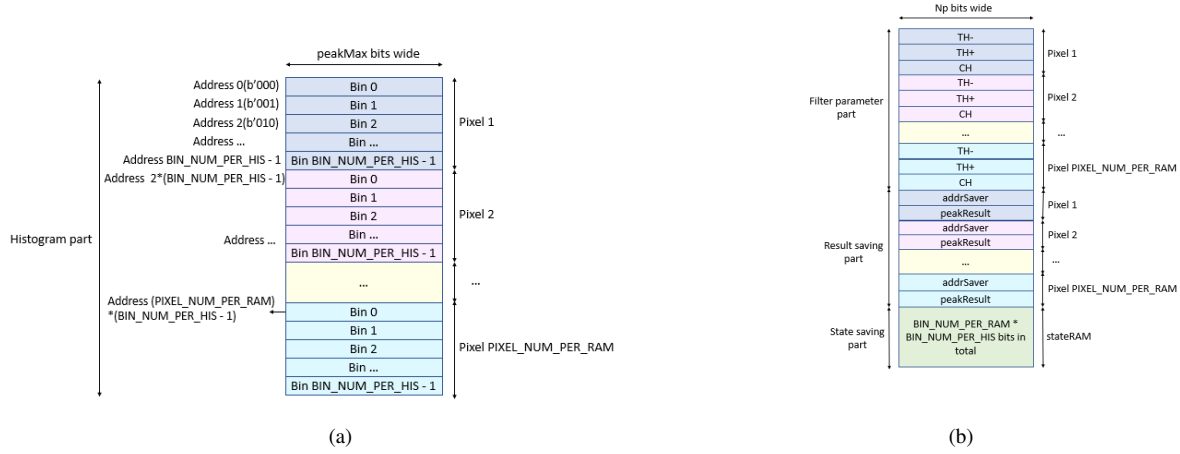 peakMax bits wide
Address 0(b'000)
Bin 0
Address 1(b'001)
Bin 1
Address 2(b'010)
Bin 2
Address ...
Bin ...
Address BIN_NUM_PER_HIS - 1
Bin BIN_NUM_PER_HIS - 1
Pixel 1
Address 2*(BIN_NUM_PER_HIS - 1)
Bin 0
Bin 1
Bin 2
Address ...
Bin ...
Bin BIN_NUM_PER_HIS - 1
Pixel 2
Histogram part
...
...
Address (PIXEL_NUM_PER_RAM)
*(BIN_NUM_PER_HIS - 1)
Bin 0
Bin 1
Bin 2
Bin ...
Bin BIN_NUM_PER_HIS - 1
Pixel PIXEL_NUM_PER_RAM
(a)
Np bits wide
Filter parameter
part
TH-
TH+
CH
Pixel 1
TH-
TH+
CH
Pixel 2
...
...
TH-
TH+
CH
Pixel PIXEL_NUM_PER_RAM
Result saving
part
addrSaver
peakResult
Pixel 1
addrSaver
peakResult
Pixel 2
...
...
addrSaver
peakResult
Pixel PIXEL_NUM_PER_RAM
State saving
part
BIN_NUM_PER_RAM *
BIN_NUM_PER_HIS bits in
total
stateRAM
(b)